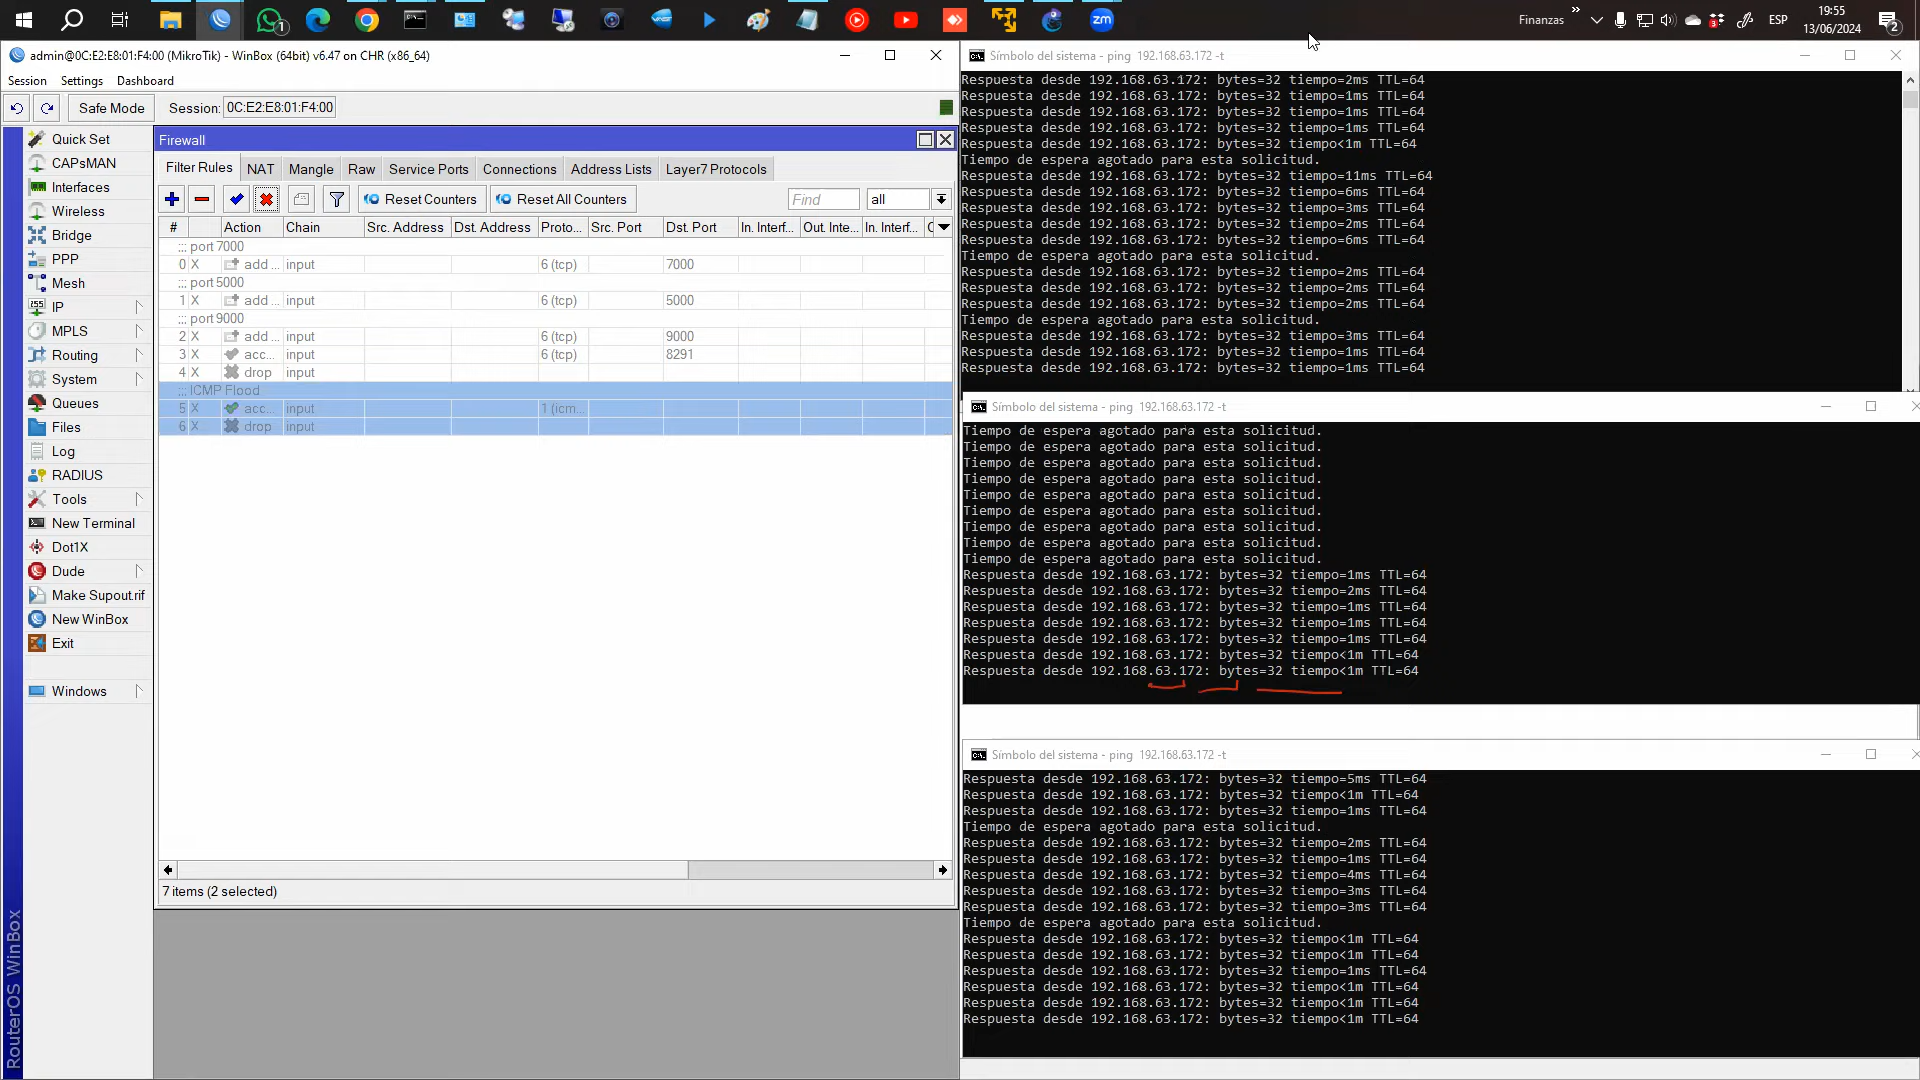 Finanzas
»
ESP
19:55
13/06/2024
2
1
3
zm
admin@0C:E2:E8:01:F4:00 (MikroTik) - WinBox (64bit) v6.47 on CHR (x86_64)
Session Settings Dashboard
Safe Mode Session: 0C:E2:E8:01:F4:00
Quick Set
CAPsMAN
Interfaces
Wireless
Bridge
PPP
Mesh
IP
MPLS
Routing
System
Queues
Files
Log
RADIUS
Tools
New Terminal
Dot1X
Dude
Make Supout.rif
New WinBox
Exit
Windows
RouterOS WinBox
Firewall
Filter Rules NAT Mangle Raw Service Ports Connections Address Lists Layer7 Protocols
Reset Counters Reset All Counters Find all
# Action Chain Src. Address Dst. Address Proto... Src. Port Dst. Port In. Interf... Out. Inte... In. Interf...
;;; port 7000
0 X add ... input 6 (tcp) 7000
;;; port 5000
1 X add ... input 6 (tcp) 5000
;;; port 9000
2 X add ... input 6 (tcp) 9000
3 X acc... input 6 (tcp) 8291
4 X drop input
;;; ICMP Flood
5 X acc... input 1 (icm...
6 X drop input
7 items (2 selected)
Símbolo del sistema - ping 192.168.63.172 -t
Respuesta desde 192.168.63.172: bytes=32 tiempo=2ms TTL=64
Respuesta desde 192.168.63.172: bytes=32 tiempo=1ms TTL=64
Respuesta desde 192.168.63.172: bytes=32 tiempo=1ms TTL=64
Respuesta desde 192.168.63.172: bytes=32 tiempo=1ms TTL=64
Respuesta desde 192.168.63.172: bytes=32 tiempo<1m TTL=64
Tiempo de espera agotado para esta solicitud.
Respuesta desde 192.168.63.172: bytes=32 tiempo=11ms TTL=64
Respuesta desde 192.168.63.172: bytes=32 tiempo=6ms TTL=64
Respuesta desde 192.168.63.172: bytes=32 tiempo=3ms TTL=64
Respuesta desde 192.168.63.172: bytes=32 tiempo=2ms TTL=64
Respuesta desde 192.168.63.172: bytes=32 tiempo=6ms TTL=64
Tiempo de espera agotado para esta solicitud.
Respuesta desde 192.168.63.172: bytes=32 tiempo=2ms TTL=64
Respuesta desde 192.168.63.172: bytes=32 tiempo=2ms TTL=64
Respuesta desde 192.168.63.172: bytes=32 tiempo=2ms TTL=64
Tiempo de espera agotado para esta solicitud.
Respuesta desde 192.168.63.172: bytes=32 tiempo=3ms TTL=64
Respuesta desde 192.168.63.172: bytes=32 tiempo=1ms TTL=64
Respuesta desde 192.168.63.172: bytes=32 tiempo=1ms TTL=64
Símbolo del sistema - ping 192.168.63.172 -t
Tiempo de espera agotado para esta solicitud.
Tiempo de espera agotado para esta solicitud.
Tiempo de espera agotado para esta solicitud.
Tiempo de espera agotado para esta solicitud.
Tiempo de espera agotado para esta solicitud.
Tiempo de espera agotado para esta solicitud.
Tiempo de espera agotado para esta solicitud.
Tiempo de espera agotado para esta solicitud.
Tiempo de espera agotado para esta solicitud.
Respuesta desde 192.168.63.172: bytes=32 tiempo=1ms TTL=64
Respuesta desde 192.168.63.172: bytes=32 tiempo=2ms TTL=64
Respuesta desde 192.168.63.172: bytes=32 tiempo=1ms TTL=64
Respuesta desde 192.168.63.172: bytes=32 tiempo=1ms TTL=64
Respuesta desde 192.168.63.172: bytes=32 tiempo=1ms TTL=64
Respuesta desde 192.168.63.172: bytes=32 tiempo<1m TTL=64
Respuesta desde 192.168.63.172: bytes=32 tiempo<1m TTL=64
Símbolo del sistema - ping 192.168.63.172 -t
Respuesta desde 192.168.63.172: bytes=32 tiempo=5ms TTL=64
Respuesta desde 192.168.63.172: bytes=32 tiempo<1m TTL=64
Respuesta desde 192.168.63.172: bytes=32 tiempo=1ms TTL=64
Tiempo de espera agotado para esta solicitud.
Respuesta desde 192.168.63.172: bytes=32 tiempo=2ms TTL=64
Respuesta desde 192.168.63.172: bytes=32 tiempo=1ms TTL=64
Respuesta desde 192.168.63.172: bytes=32 tiempo=4ms TTL=64
Respuesta desde 192.168.63.172: bytes=32 tiempo=3ms TTL=64
Respuesta desde 192.168.63.172: bytes=32 tiempo=3ms TTL=64
Tiempo de espera agotado para esta solicitud.
Respuesta desde 192.168.63.172: bytes=32 tiempo<1m TTL=64
Respuesta desde 192.168.63.172: bytes=32 tiempo<1m TTL=64
Respuesta desde 192.168.63.172: bytes=32 tiempo=1ms TTL=64
Respuesta desde 192.168.63.172: bytes=32 tiempo<1m TTL=64
Respuesta desde 192.168.63.172: bytes=32 tiempo<1m TTL=64
Respuesta desde 192.168.63.172: bytes=32 tiempo<1m TTL=64